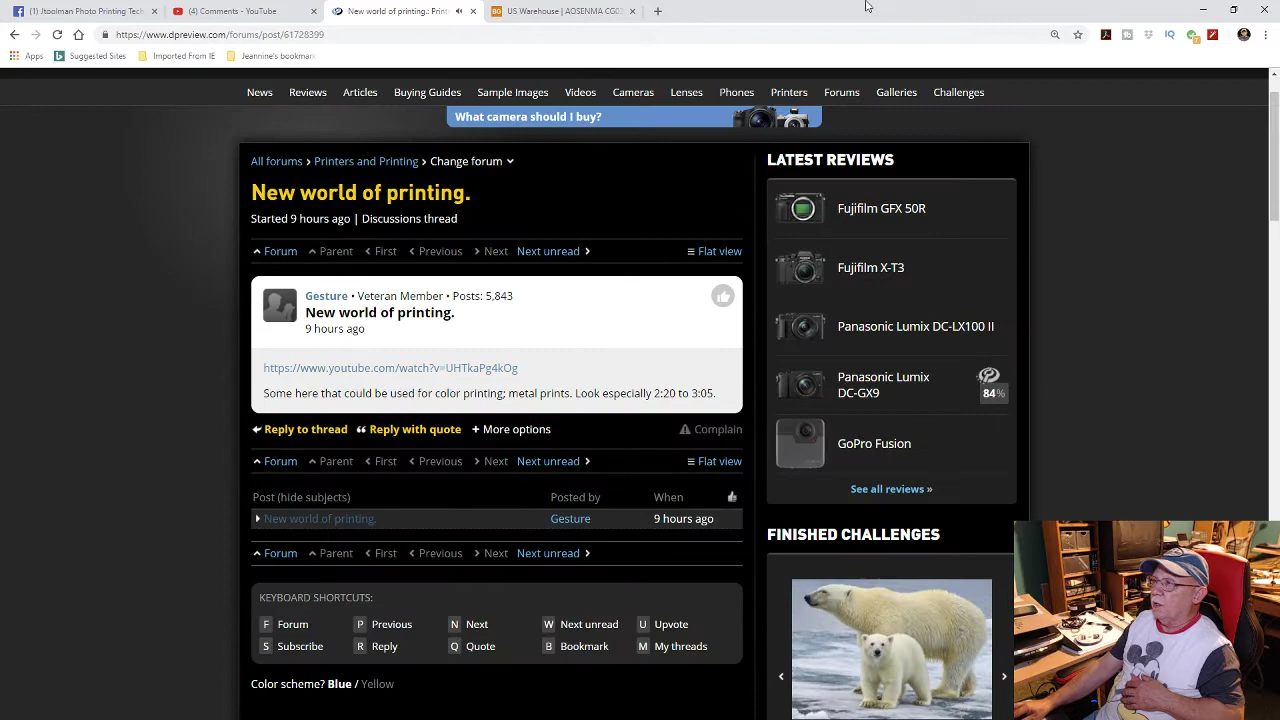 (1) Jtoolman Photo Printing Tech
(4) Comments - YouTube
New world of printing.: Print
US Warehouse | AOSENMA CG03
https://www.dpreview.com/forums/post/61728399
Apps
Suggested Sites
Imported From IE
Jeannine's bookmar
News
Reviews
Articles
Buying Guides
Sample Images
Videos
Cameras
Lenses
Phones
Printers
Forums
Galleries
Challenges
What camera should I buy?
All forums › Printers and Printing › Change forum
New world of printing.
Started 9 hours ago | Discussions thread
Forum Parent First Previous Next Next unread Flat view
Gesture • Veteran Member • Posts: 5,843
New world of printing.
9 hours ago
https://www.youtube.com/watch?v=UHTkaPg4kOg
Some here that could be used for color printing; metal prints. Look especially 2:20 to 3:05.
Reply to thread Reply with quote + More options Complain
Forum Parent First Previous Next Next unread Flat view
Post (hide subjects) Posted by When
New world of printing. Gesture 9 hours ago
Forum Parent First Previous Next Next unread
KEYBOARD SHORTCUTS:
F Forum P Previous N Next W Next unread U Upvote
S Subscribe R Reply Q Quote B Bookmark M My threads
Color scheme? Blue / Yellow
LATEST REVIEWS
Fujifilm GFX 50R
Fujifilm X-T3
Panasonic Lumix DC-LX100 II
Panasonic Lumix
DC-GX9
84%
GoPro Fusion
See all reviews »
FINISHED CHALLENGES